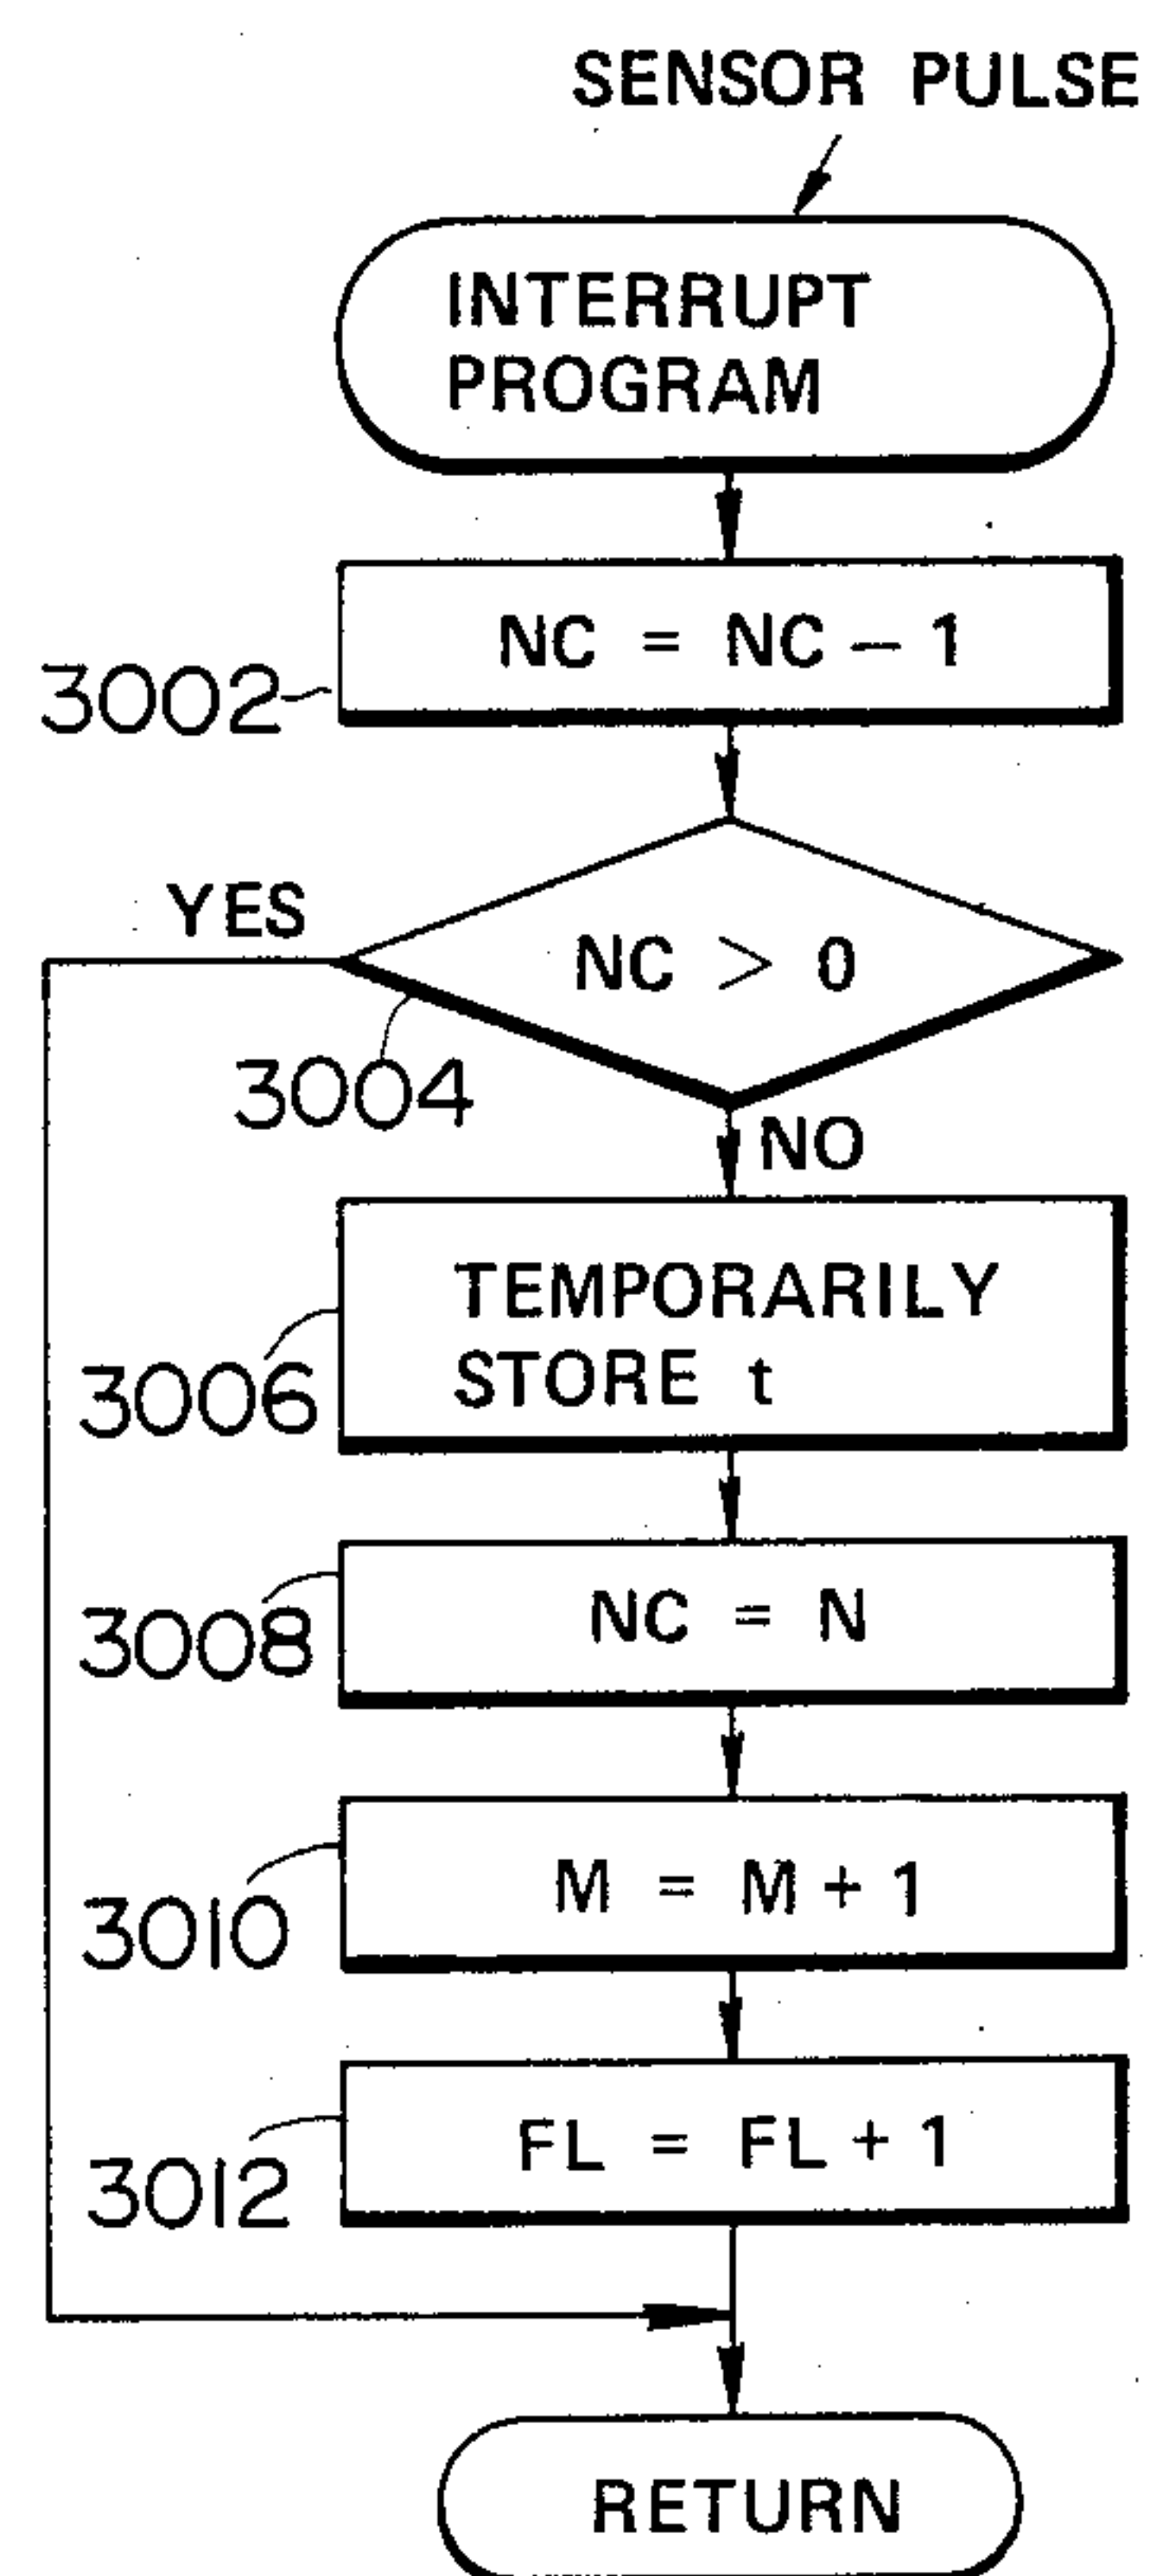 SENSOR PULSE
INTERRUPT
PROGRAM
NC = NC – 1
3002
YES
NC > 0
3004
NO
TEMPORARILY
STORE t
3006
NC = N
3008
M = M + 1
3010
FL = FL + 1
3012
RETURN